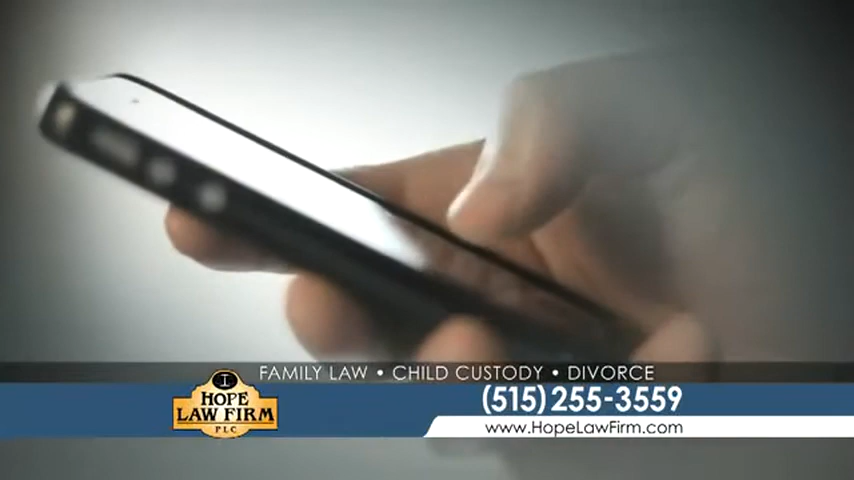 FAMILY LAW • CHILD CUSTODY • DIVORCE
HOPE
LAW FIRM
PLC
(515) 255-3559
www.HopeLawFirm.com